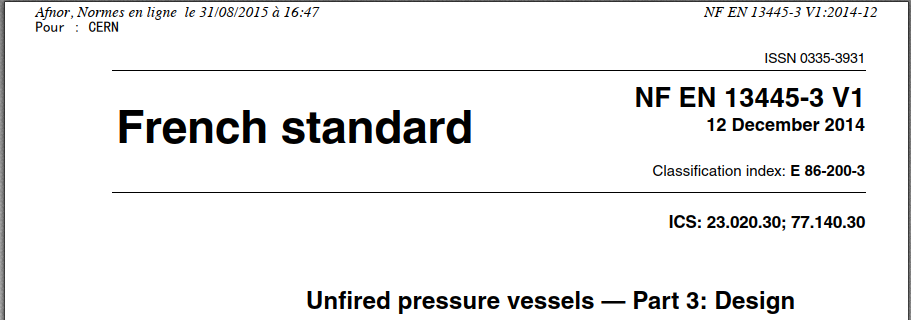 Afnor, Normes en ligne le 31/08/2015 à 16:47
NF EN 13445-3 V1:2014-12
Pour : CERN
ISSN 0335-3931
French standard
NF EN 13445-3 V1
12 December 2014
Classification index: E 86-200-3
ICS: 23.020.30; 77.140.30
Unfired pressure vessels — Part 3: Design